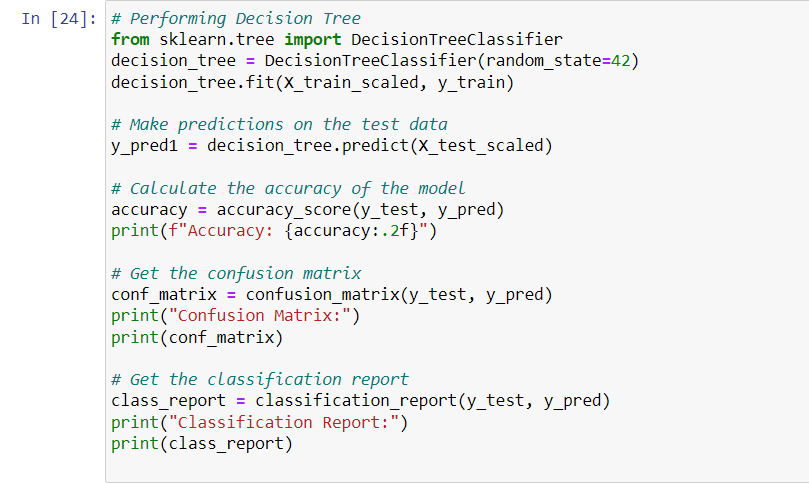 In [24]: # Performing Decision Tree
from sklearn.tree import DecisionTreeClassifier
decision_tree = DecisionTreeClassifier(random_state=42)
decision_tree.fit(X_train_scaled, y_train)

# Make predictions on the test data
y_pred1 = decision_tree.predict(X_test_scaled)

# Calculate the accuracy of the model
accuracy = accuracy_score(y_test, y_pred)
print(f"Accuracy: {accuracy:.2f}")

# Get the confusion matrix
conf_matrix = confusion_matrix(y_test, y_pred)
print("Confusion Matrix:")
print(conf_matrix)

# Get the classification report
class_report = classification_report(y_test, y_pred)
print("Classification Report:")
print(class_report)